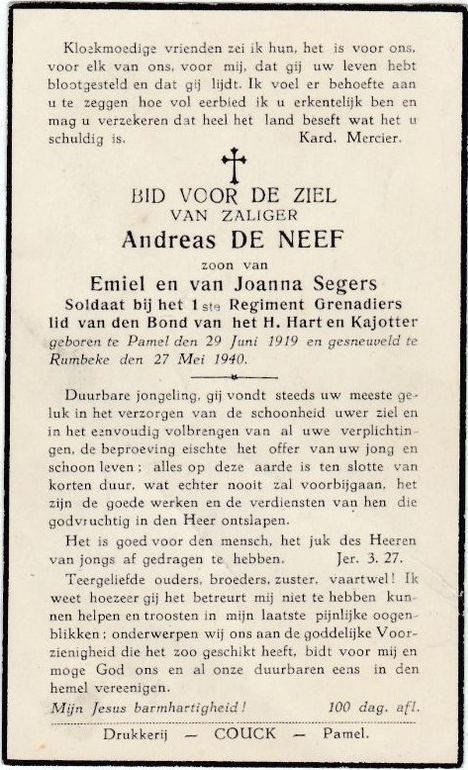 Kloekmoedige vrienden zei ik hun, het is voor ons,
voor elk van ons, voor mij, dat gij uw leven hebt
blootgesteld en dat gij lijdt. Ik voel er behoefte aan
u te zeggen hoe vol eerbied ik u erkentelijk ben en
mag u verzekeren dat heel het land beseft wat het u
schuldig is. Kard. Mercier.
BID VOOR DE ZIEL
VAN ZALIGER
Andreas DE NEEF
zoon van
Emiel en van Joanna Segers
Soldaat bij het 1ste Regiment Grenadiers
lid van den Bond van het H. Hart en Kajotter
geboren te Pamel den 29 Juni 1919 en gesneuveld te
Rumbeke den 27 Mei 1940.
Duurbare jongeling, gij vondt steeds uw meeste ge-
luk in het verzorgen van de schoonheid uwer ziel en
in het eenvoudig volbrengen van al uwe verplichtin-
gen, de beproeving eischte het offer van uw jong en
schoon leven ; alles op deze aarde is ten slotte van
korten duur, wat echter nooit zal voorbijgaan, het
zijn de goede werken en de verdiensten van hen die
godvruchtig in den Heer ontslapen.
Het is goed voor den mensch, het juk des Heeren
van jongs af gedragen te hebben. Jer. 3. 27.
Teergeliefde ouders, broeders, zuster, vaartwel ! Ik
weet hoezeer gij het betreurt mij niet te hebben kun-
nen helpen en troosten in mijn laatste pijnlijke oogen-
blikken ; onderwerpen wij ons aan de goddelijke Voor-
zienigheid die het zoo geschikt heeft, bidt voor mij en
moge God ons en al onze duurbaren eens in den
hemel vereenigen.
Mijn Jesus barmhartigheid ! 100 dag. afl.
Drukkerij — COUCK — Pamel.